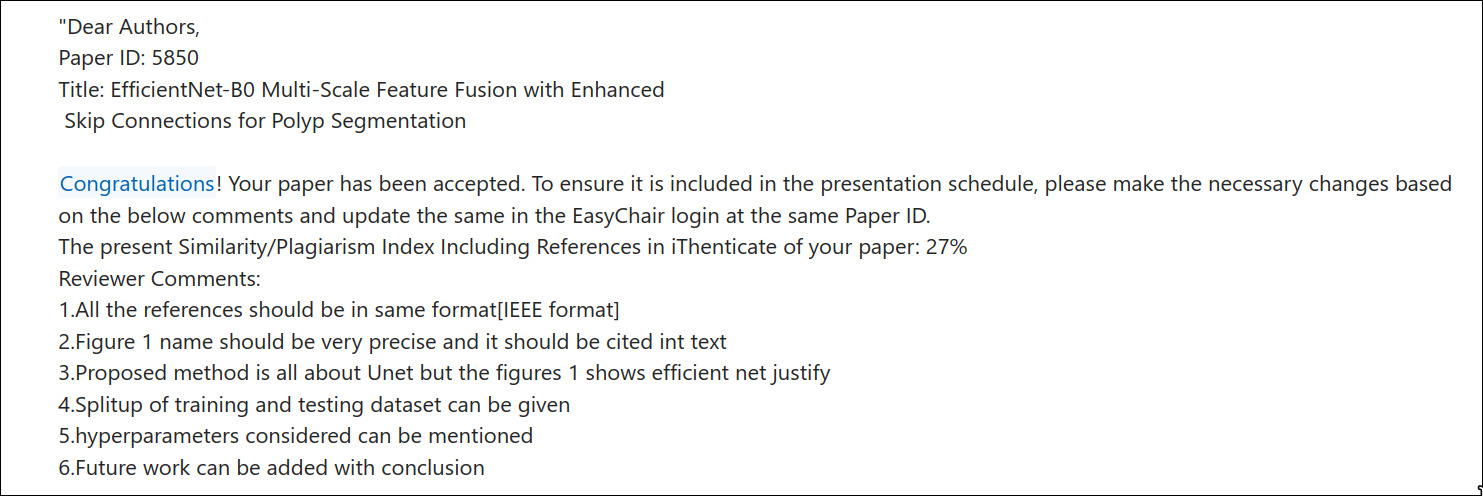 "Dear Authors,
Paper ID: 5850
Title: EfficientNet-B0 Multi-Scale Feature Fusion with Enhanced
Skip Connections for Polyp Segmentation
Congratulations! Your paper has been accepted. To ensure it is included in the presentation schedule, please make the necessary changes based
on the below comments and update the same in the EasyChair login at the same Paper ID.
The present Similarity/Plagiarism Index Including References in iThenticate of your paper: 27%
Reviewer Comments:
1.All the references should be in same format[IEEE format]
2.Figure 1 name should be very precise and it should be cited int text
3.Proposed method is all about Unet but the figures 1 shows efficient net justify
4.Splitup of training and testing dataset can be given
5.hyperparameters considered can be mentioned
6.Future work can be added with conclusion